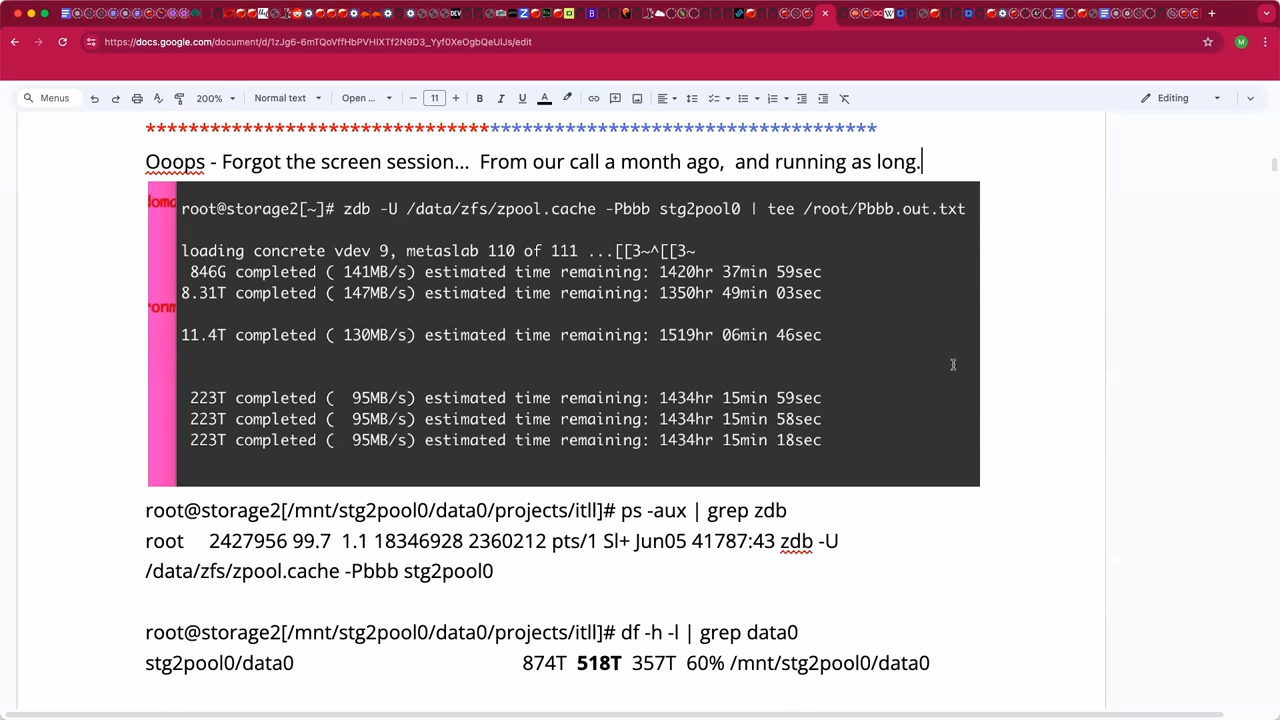 DEV
https://docs.google.com/document/d/1zJg6-6mTQoVffHbPVHIXTf2N9D3_Yyf0XeOgbQeUlJs/edit
M
Menus 200% Normal text Open ... 11 B I U A Editing
*******************************************************************
Ooops - Forgot the screen session... From our call a month ago, and running as long.
root@storage2[~]# zdb -U /data/zfs/zpool.cache -Pbbb stg2pool0 | tee /root/Pbbb.out.txt
loading concrete vdev 9, metaslab 110 of 111 ...[[3~^[[3~
846G completed ( 141MB/s) estimated time remaining: 1420hr 37min 59sec
8.31T completed ( 147MB/s) estimated time remaining: 1350hr 49min 03sec
11.4T completed ( 130MB/s) estimated time remaining: 1519hr 06min 46sec
223T completed (  95MB/s) estimated time remaining: 1434hr 15min 59sec
223T completed (  95MB/s) estimated time remaining: 1434hr 15min 58sec
223T completed (  95MB/s) estimated time remaining: 1434hr 15min 18sec
root@storage2[/mnt/stg2pool0/data0/projects/itll]# ps -aux | grep zdb
root 2427956 99.7 1.1 18346928 2360212 pts/1 Sl+ Jun05 41787:43 zdb -U
/data/zfs/zpool.cache -Pbbb stg2pool0
root@storage2[/mnt/stg2pool0/data0/projects/itll]# df -h -l | grep data0
stg2pool0/data0 874T 518T 357T 60% /mnt/stg2pool0/data0